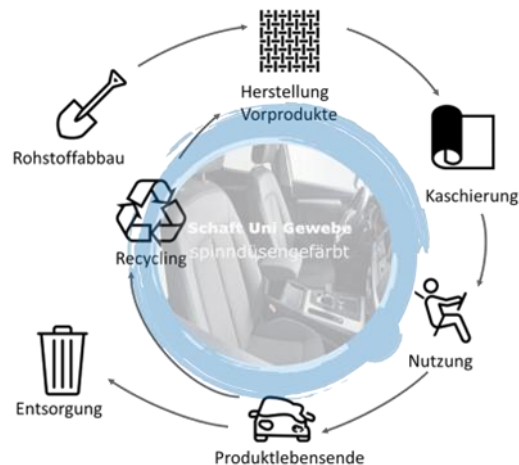 Herstellung
Vorprodukte
Rohstoffabbau
Kaschierung
Schaft Uni Gewebe
spinndüsengefärbt
Recycling
Nutzung
Entsorgung
Produktlebensende